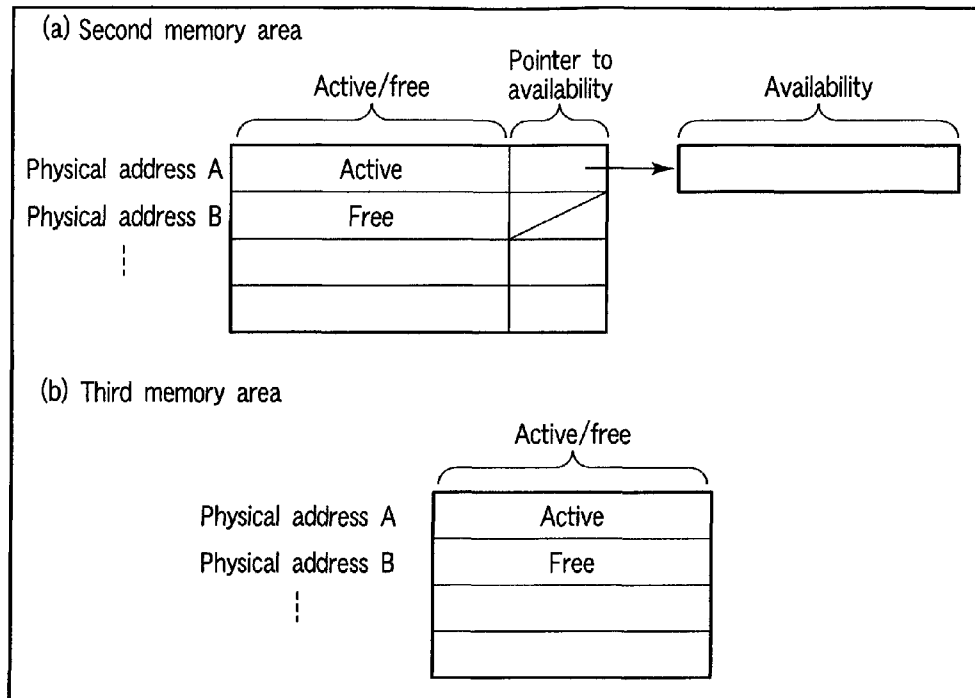 (a) Second memory area
Active/free
Pointer to
availability
Availability
Physical address A
Active
Physical address B
Free
(b) Third memory area
Active/free
Physical address A
Active
Physical address B
Free